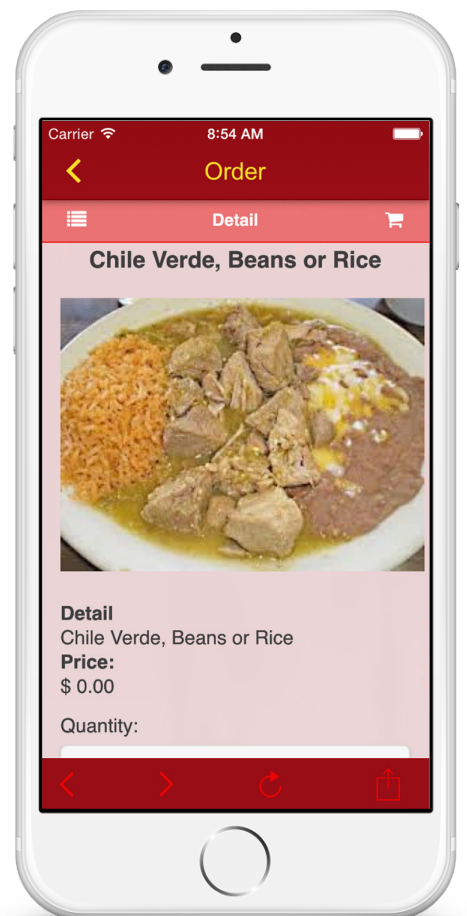 Carrier
8:54 AM
Order
Detail
Chile Verde, Beans or Rice
Detail
Chile Verde, Beans or Rice
Price:
$ 0.00
Quantity: